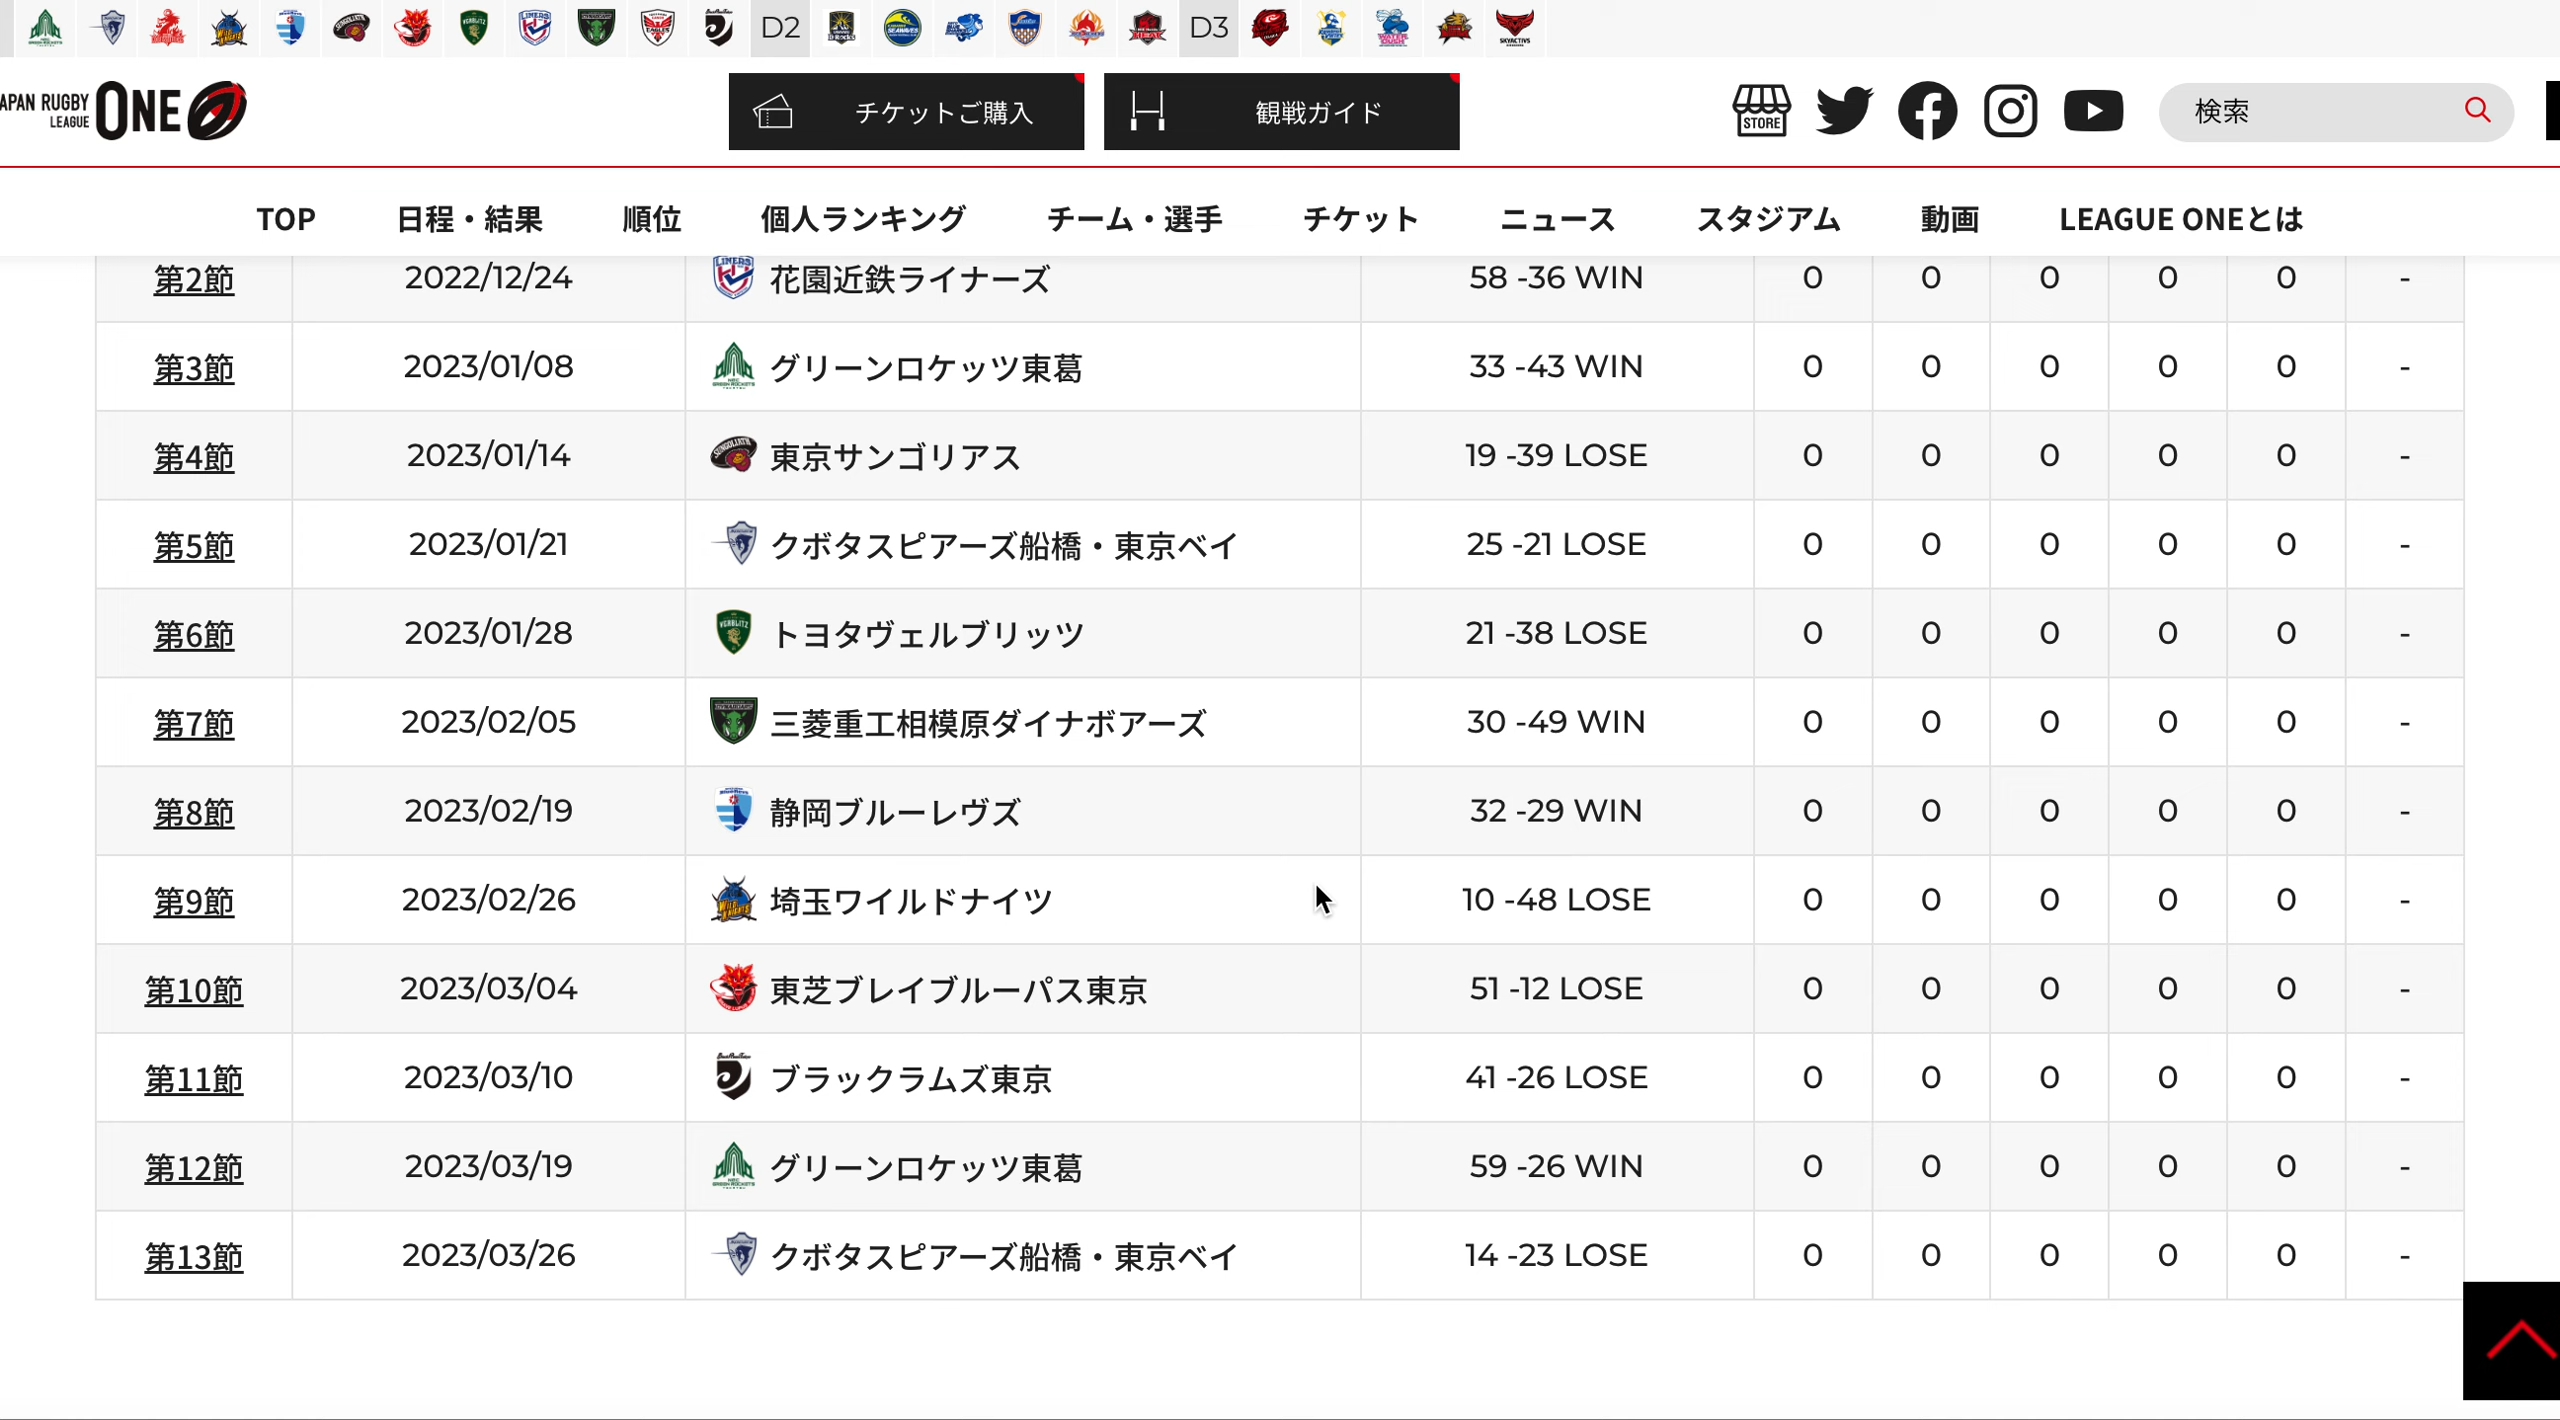 D2
D3
APAN RUGBY
LEAGUE
ONE
チケットご購入
観戦ガイド
STORE
検索
TOP 日程・結果 順位 個人ランキング チーム・選手 チケット ニュース スタジアム 動画 LEAGUE ONEとは
第2節 2022/12/24 花園近鉄ライナーズ 58 -36 WIN 0 0 0 0 0 -
第3節 2023/01/08 グリーンロケッツ東葛 33 -43 WIN 0 0 0 0 0 -
第4節 2023/01/14 東京サンゴリアス 19 -39 LOSE 0 0 0 0 0 -
第5節 2023/01/21 クボタスピアーズ船橋・東京ベイ 25 -21 LOSE 0 0 0 0 0 -
第6節 2023/01/28 トヨタヴェルブリッツ 21 -38 LOSE 0 0 0 0 0 -
第7節 2023/02/05 三菱重工相模原ダイナボアーズ 30 -49 WIN 0 0 0 0 0 -
第8節 2023/02/19 静岡ブルーレヴズ 32 -29 WIN 0 0 0 0 0 -
第9節 2023/02/26 埼玉ワイルドナイツ 10 -48 LOSE 0 0 0 0 0 -
第10節 2023/03/04 東芝ブレイブルーパス東京 51 -12 LOSE 0 0 0 0 0 -
第11節 2023/03/10 ブラックラムズ東京 41 -26 LOSE 0 0 0 0 0 -
第12節 2023/03/19 グリーンロケッツ東葛 59 -26 WIN 0 0 0 0 0 -
第13節 2023/03/26 クボタスピアーズ船橋・東京ベイ 14 -23 LOSE 0 0 0 0 0 -